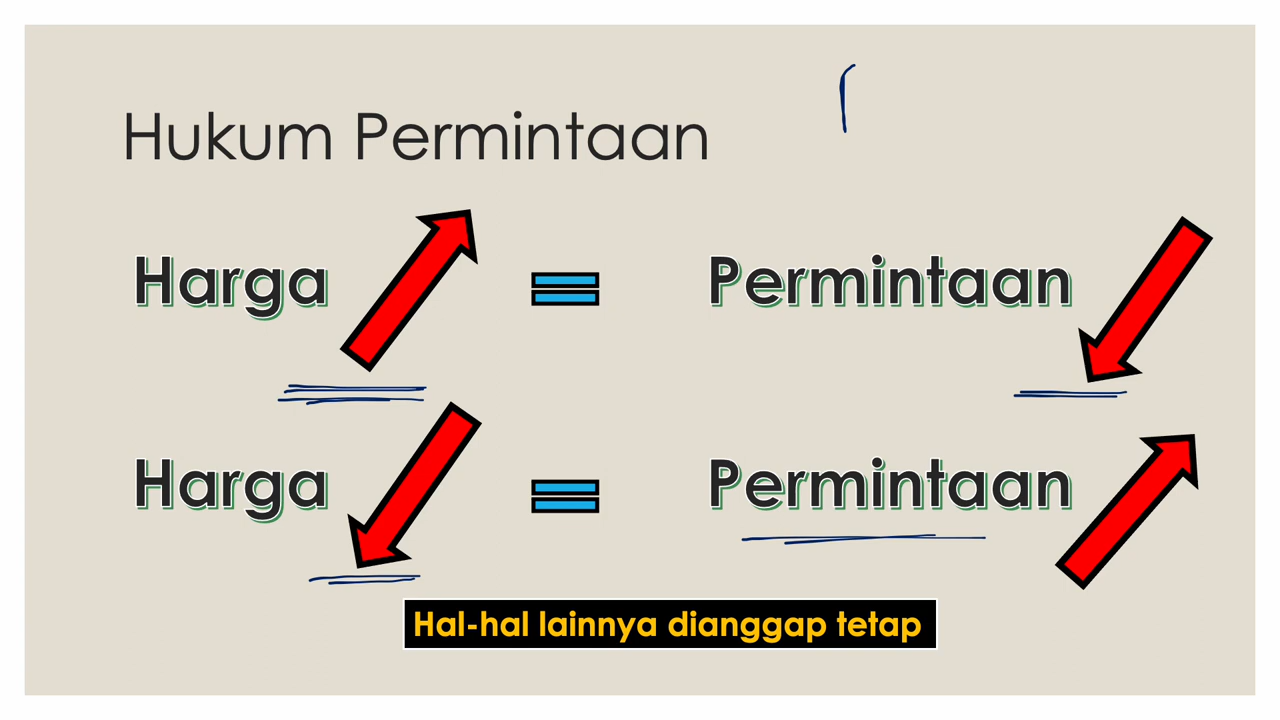 Hukum Permintaan
Harga = Permintaan
Harga = Permintaan
Hal-hal lainnya dianggap tetap